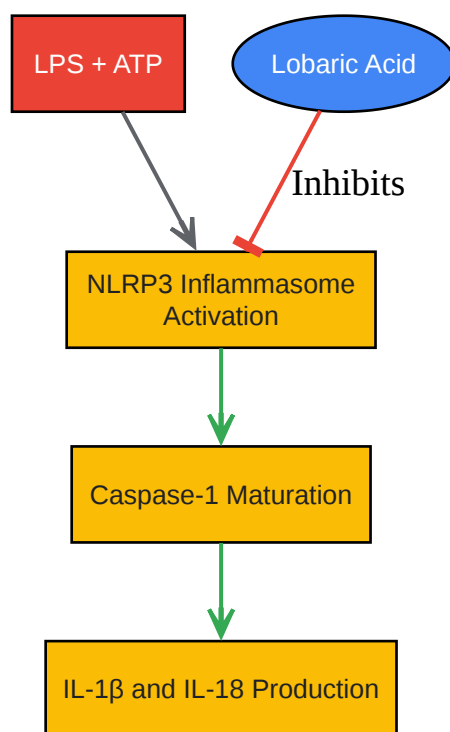 LPS + ATP
Lobaric Acid
Inhibits
NLRP3 Inflammasome
Activation
Caspase-1 Maturation
IL-1β and IL-18 Production